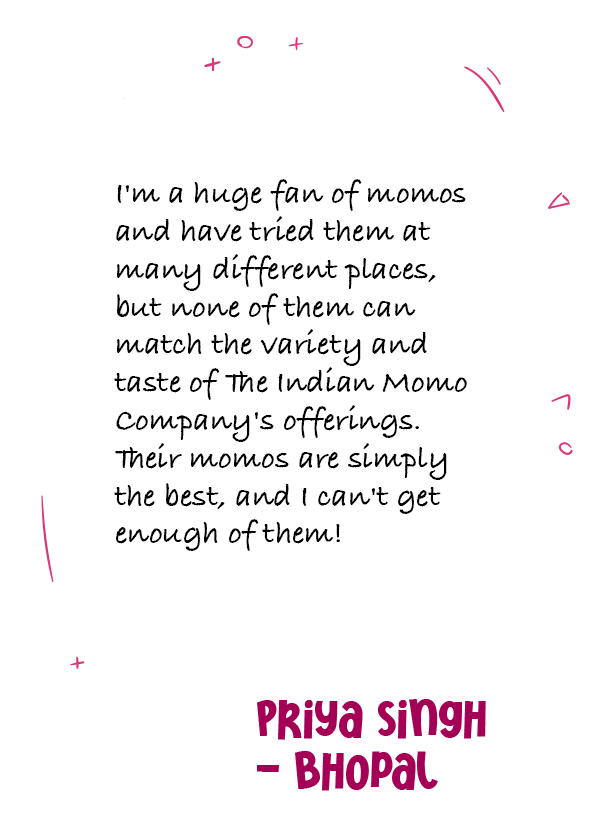 I'm a huge fan of momos
and have tried them at
many different places,
but none of them can
match the variety and
taste of The Indian Momo
Company's offerings.
Their momos are simply
the best, and I can't get
enough of them!
Priya Singh
- Bhopal